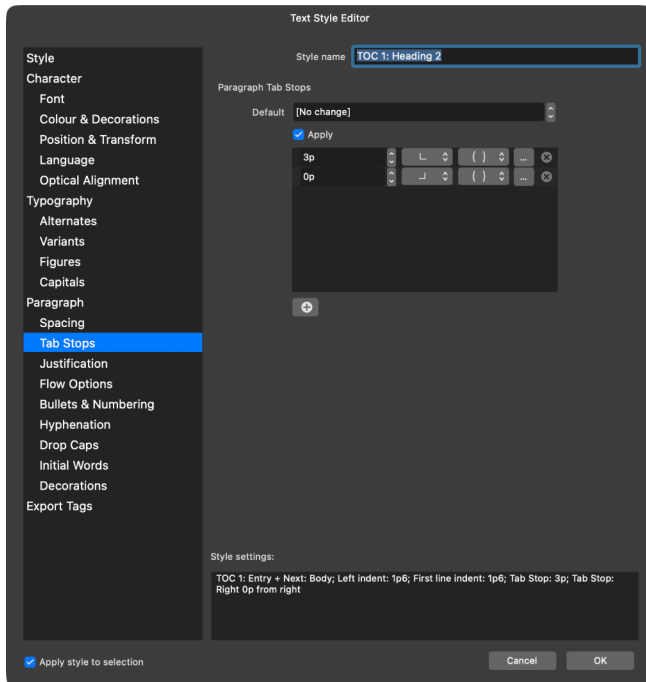 Text Style Editor
Style
Character
Font
Colour & Decorations
Position & Transform
Language
Optical Alignment
Typography
Alternates
Variants
Figures
Capitals
Paragraph
Spacing
Tab Stops
Justification
Flow Options
Bullets & Numbering
Hyphenation
Drop Caps
Initial Words
Decorations
Export Tags
Style name TOC 1: Heading 2
Paragraph Tab Stops
Default [No change]
Apply
3p ( ) ...
0p ( ) ...
Style settings:
TOC 1: Entry + Next: Body; Left indent: 1p6; First line indent: 1p6; Tab Stop: 3p; Tab Stop:
Right 0p from right
Apply style to selection
Cancel OK